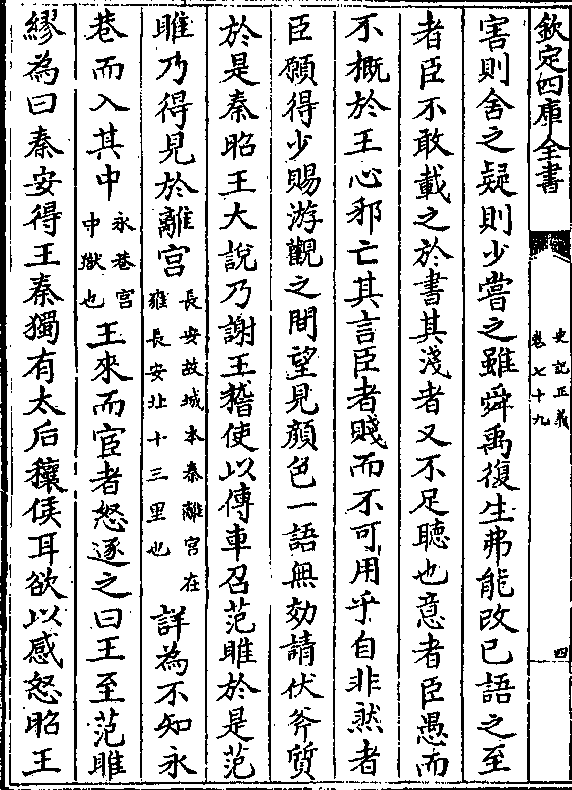 欽定四庫全書
史記正義
卷七十九
四
害則舍之疑則少嘗之雖舜禹復生弗能改已語之至
者臣不敢載之於書其淺者又不足聽也意者臣愚而
不概於王心邪亡其言臣者賤而不可用乎自非然者
臣願得少賜游觀之間望見顔色一語無効請伏斧質
於是秦昭王大說乃謝王稽使以傳車召范雎於是范
雎乃得見於離宮長安故城本秦離宮在雍長安北十三里也詳為不知永
巷而入其中永巷宮中獄也王來而宦者怒逐之曰王至范雎
繆為曰秦安得王秦獨有太后穰侯耳欲以感怒昭王